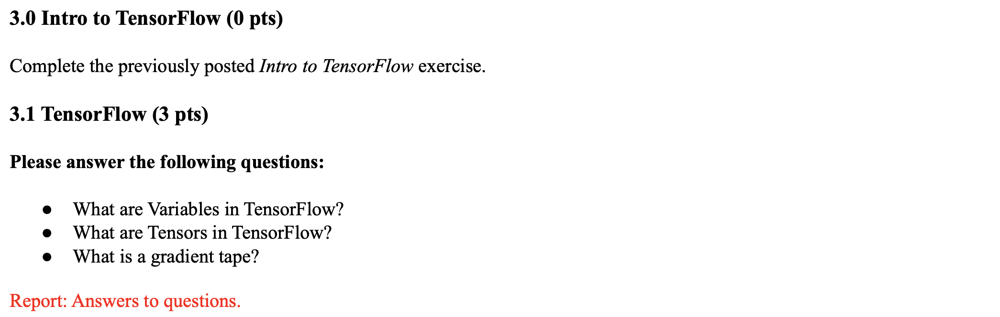 3.0 Intro to TensorFlow (0 pts)
Complete the previously posted Intro to TensorFlow exercise.
3.1 TensorFlow (3 pts)
Please answer the following questions:
● What are Variables in TensorFlow?
● What are Tensors in TensorFlow?
● What is a gradient tape?
Report: Answers to questions.